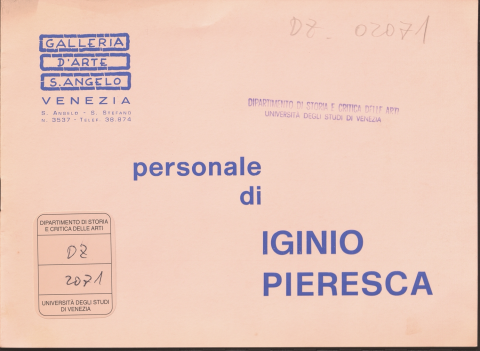 GALLERIA
D'ARTE
S. ANGELO
VENEZIA
S. ANGELO - S. STEFANO
N. 3537 - TELEF. 38 974
DZ 02071
DIPARTIMENTO DI STORIA E CRITICA DELLE ARTI
UNIVERSITÀ DEGLI STUDI DI VENEZIA
personale
di
IGINIO
PIERESCA
DIPARTIMENTO DI STORIA
E CRITICA DELLE ARTI
DZ
2071
UNIVERSITÀ DEGLI STUDI
DI VENEZIA